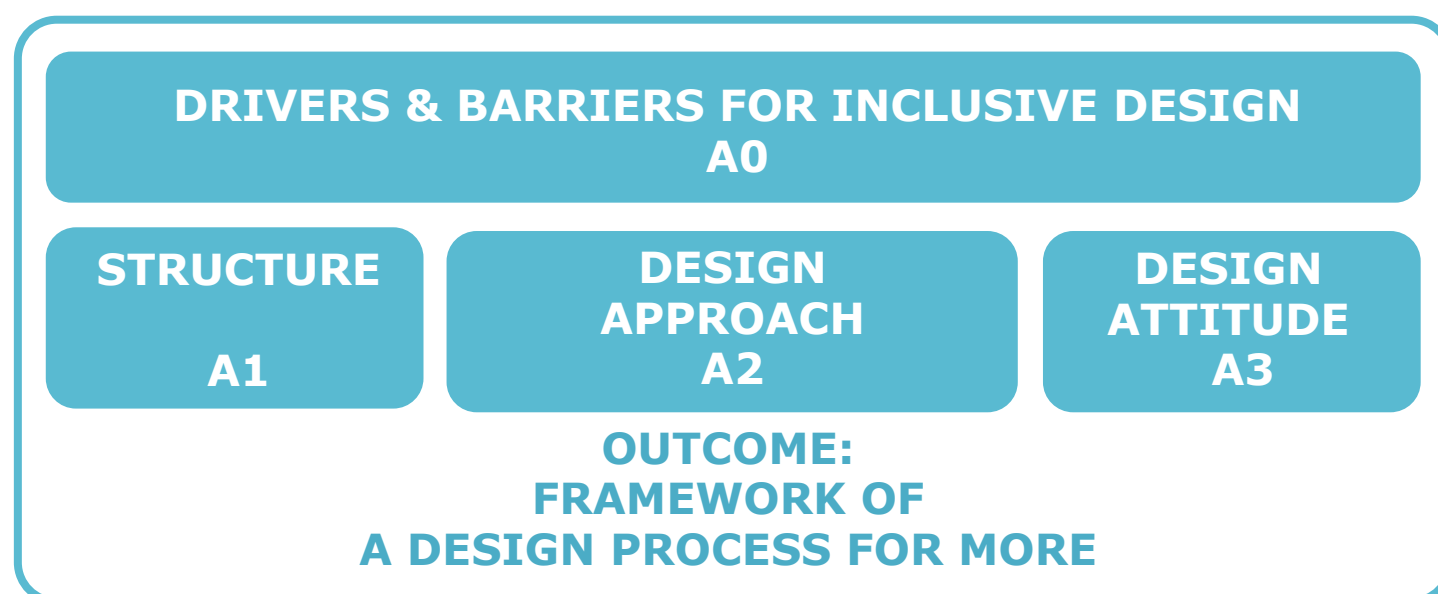 DRIVERS & BARRIERS FOR INCLUSIVE DESIGN
A0
STRUCTURE
A1
DESIGN
APPROACH
A2
DESIGN
ATTITUDE
A3
OUTCOME:
FRAMEWORK OF
A DESIGN PROCESS FOR MORE